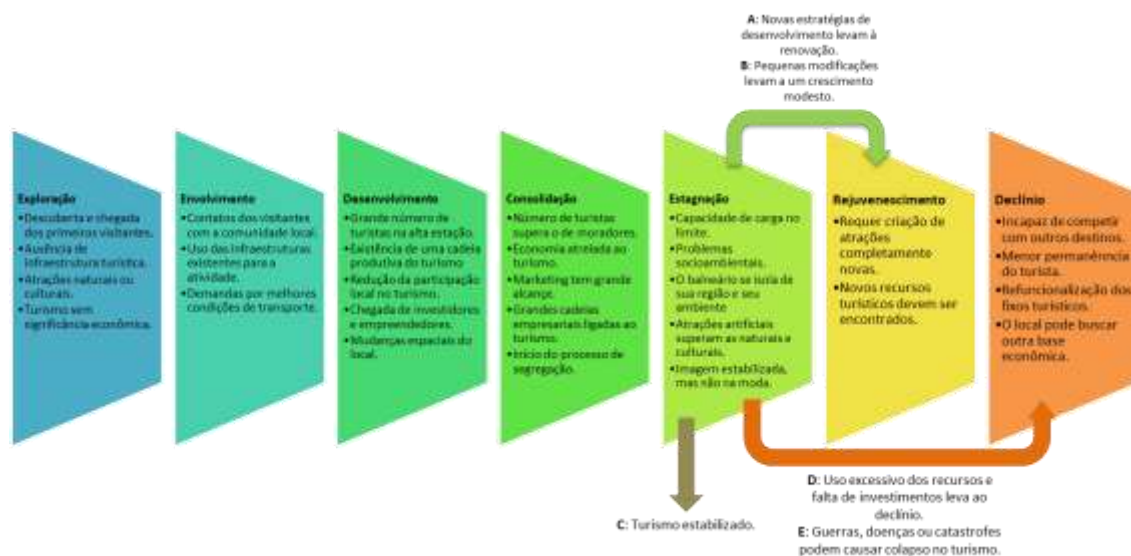 A: Novas estratégias de
desenvolvimento levam à
renovação.
B: Pequenas modificações
levam a um crescimento
modesto.
Exploração
•Descoberta e chegada
dos primeiros visitantes.
•Ausência de
infraestrutura turística.
•Atrações naturais ou
culturais.
•Turismo sem
significância econômica.
Envolvimento
•Contatos dos visitantes
com a comunidade local.
•Uso das infraestruturas
existentes para a
atividade.
•Demandas por melhores
condições de transporte.
Desenvolvimento
•Grande número de
turistas na alta estação.
•Existência de uma cadeia
produtiva do turismo
•Redução da participação
local no turismo.
•Chegada de investidores
e empreendedores.
•Mudanças espaciais do
local.
Consolidação
•Número de turistas
supera o de moradores.
•Economia atrelada ao
turismo.
•Marketing tem grande
alcance.
•Grandes cadeias
empresariais ligadas ao
turismo.
•Início do processo de
segregação.
Estagnação
•Capacidade de carga no
limite.
•Problemas
socioambientais.
•O balneário se isola de
sua região e seu
ambiente
•Atrações artificiais
superam as naturais e
culturais.
•Imagem estabilizada,
mas não na moda.
Rejuvenescimento
•Requer criação de
atrações
completamente
novas.
•Novos recursos
turísticos devem ser
encontrados.
Declínio
•Incapaz de competir
com outros destinos.
•Menor permanência
do turista.
•Refuncionalização dos
fixos turísticos.
•O local pode buscar
outra base
econômica.
C: Turismo estabilizado.
D: Uso excessivo dos recursos e
falta de investimentos leva ao
declínio.
E: Guerras, doenças ou catastrofes
podem causar colapso no turismo.